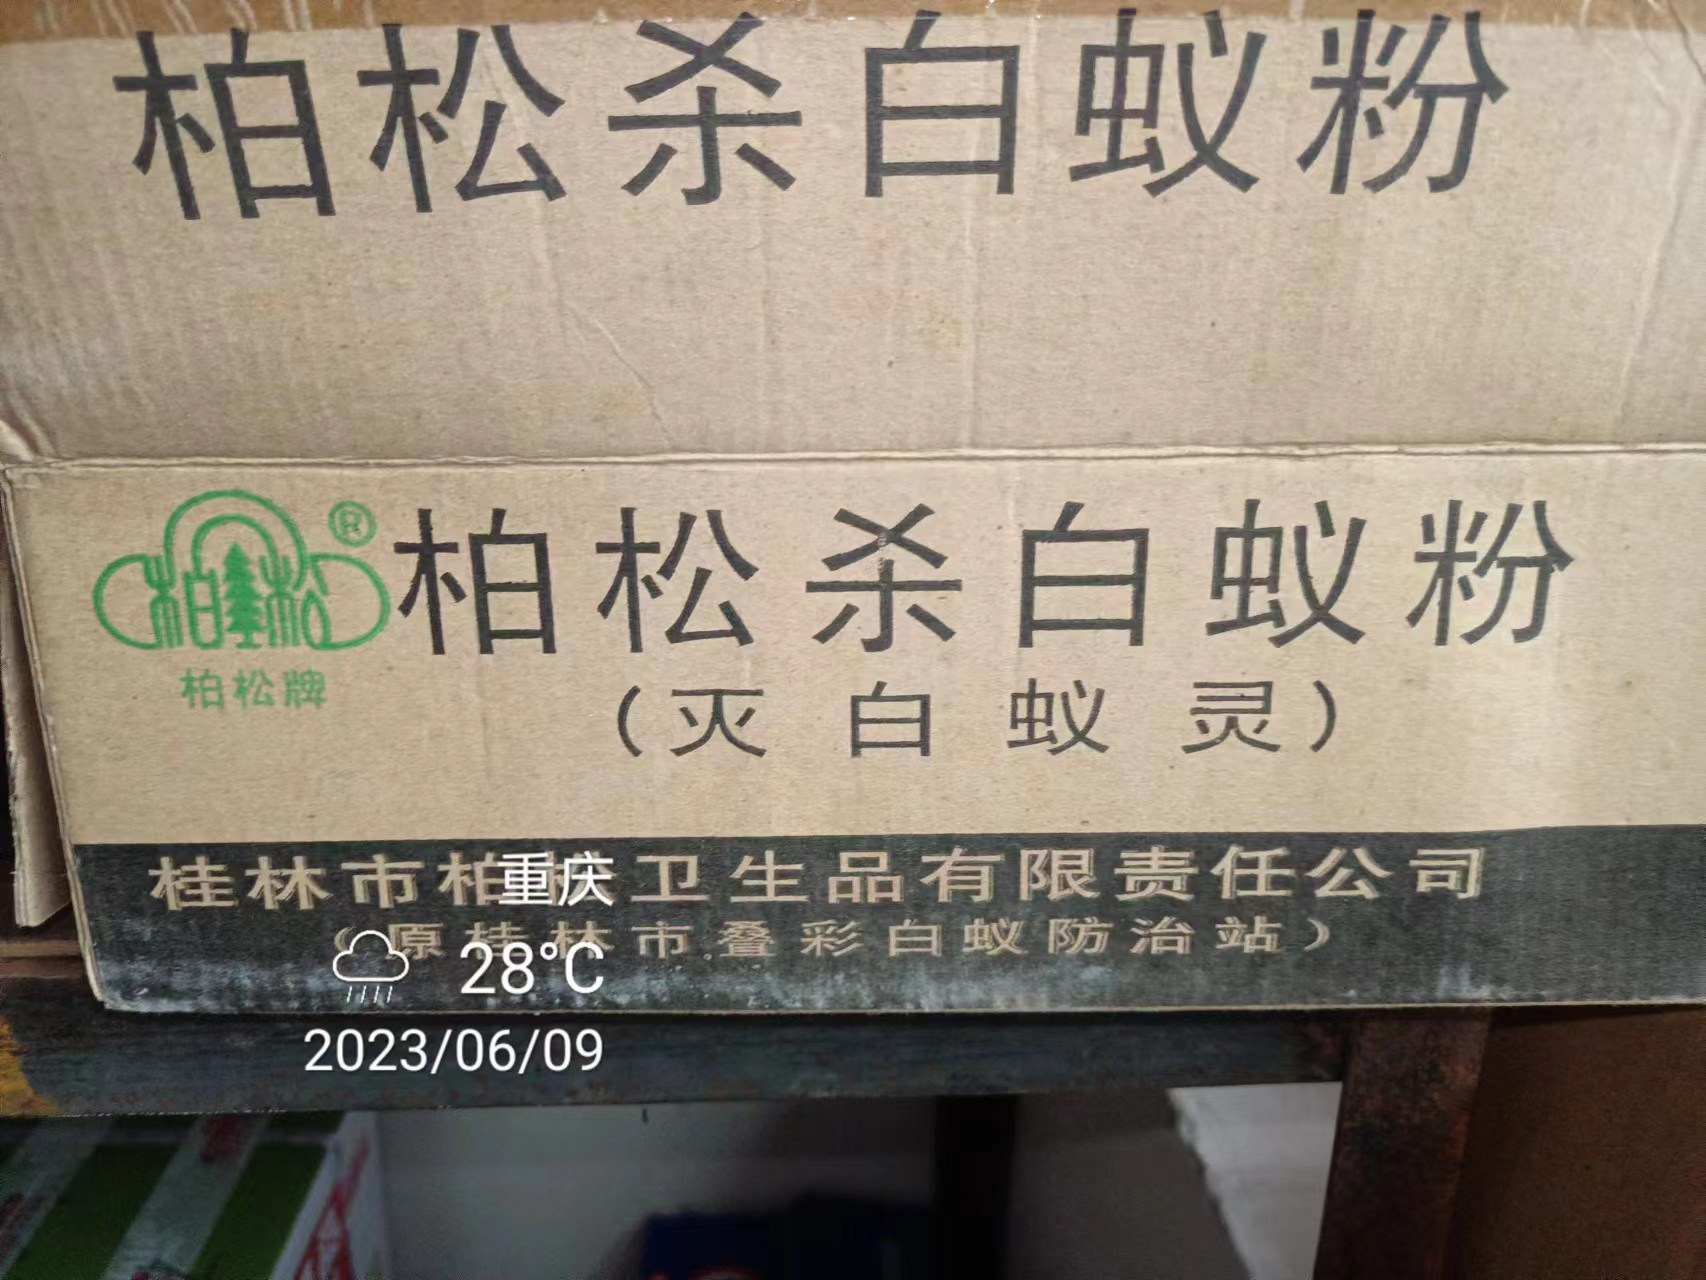 柏松杀白蚁粉
®
柏松
柏松牌
柏松杀白蚁粉
(灭白蚁灵)
桂林市柏 卫生品有限责任公司
(原桂林市叠彩白蚁防治站)
重庆
28°C
2023/06/09